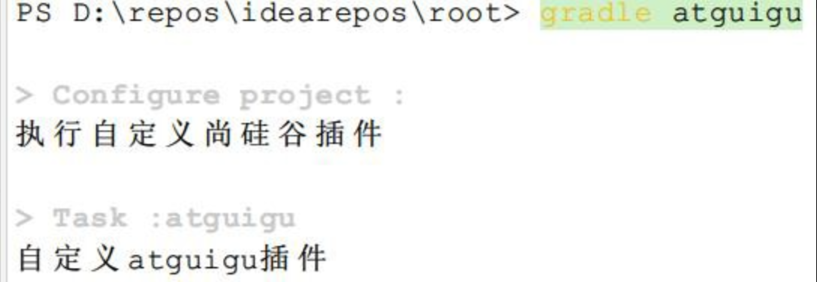 PS D:\repos\idearepos\root> gradle atguigu
> Configure project :
执行自定义尚硅谷插件
> Task :atguigu
自定义atguigu插件